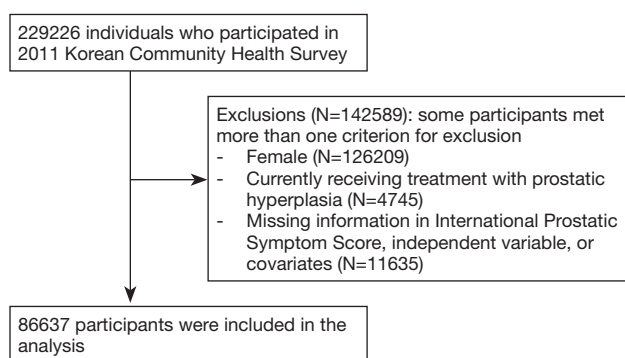 229226 individuals who participated in
2011 Korean Community Health Survey
Exclusions (N=142589): some participants met
more than one criterion for exclusion
- Female (N=126209)
- Currently receiving treatment with prostatic
hyperplasia (N=4745)
- Missing information in International Prostatic
Symptom Score, independent variable, or
covariates (N=11635)
86637 participants were included in the
analysis